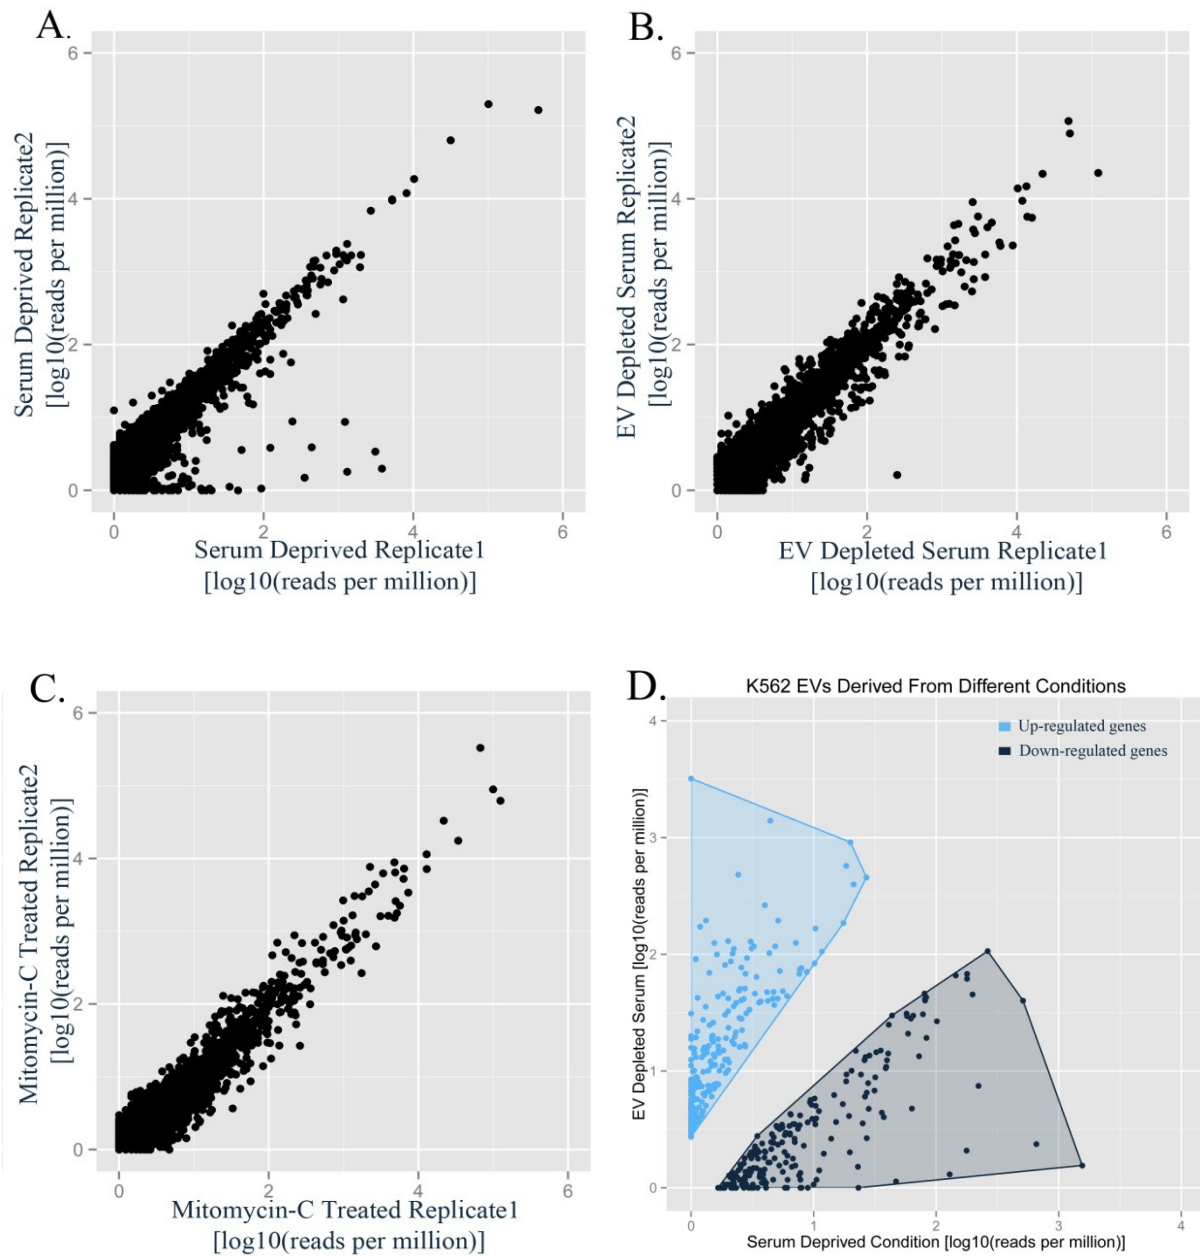 A.
6
4
2
0
0 2 4 6
Serum Deprived Replicate2
[log10(reads per million)]
Serum Deprived Replicate1
[log10(reads per million)]
B.
6
4
2
0
0 2 4 6
EV Depleted Serum Replicate 2
[log10(reads per million)]
EV Depleted Serum Replicate1
[log10(reads per million)]
C.
6
4
2
0
0 2 4 6
Mitomycin-C Treated Replicate2
[log10(reads per million)]
Mitomycin-C Treated Replicate1
[log10(reads per million)]
D.
K562 EVs Derived From Different Conditions
Up-regulated genes
Down-regulated genes
4
3
2
1
0
0 1 2 3 4
EV Depleted Serum [log10(reads per million)]
Serum Deprived Condition [log10(reads per million)]